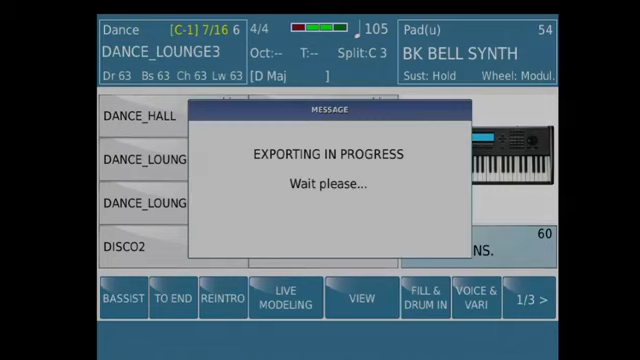 Dance [C-1] 7/16 6 4/4 105 Pad(u) 54
DANCE_LOUNGE3 Oct:-- T:-- Split:C 3 BK BELL SYNTH
Dr 63 Bs 63 Ch 63 Lw 63 [D Maj ] Sust: Hold Wheel: Modul.
MESSAGE
EXPORTING IN PROGRESS
Wait please...
DANCE_HALL
DANCE_LOUNG
DANCE_LOUNG
DISCO2
60
NS.
BASSIST
TO END
REINTRO
LIVE
MODELING
VIEW
FILL &
DRUM IN
VOICE &
VARI
1/3 >